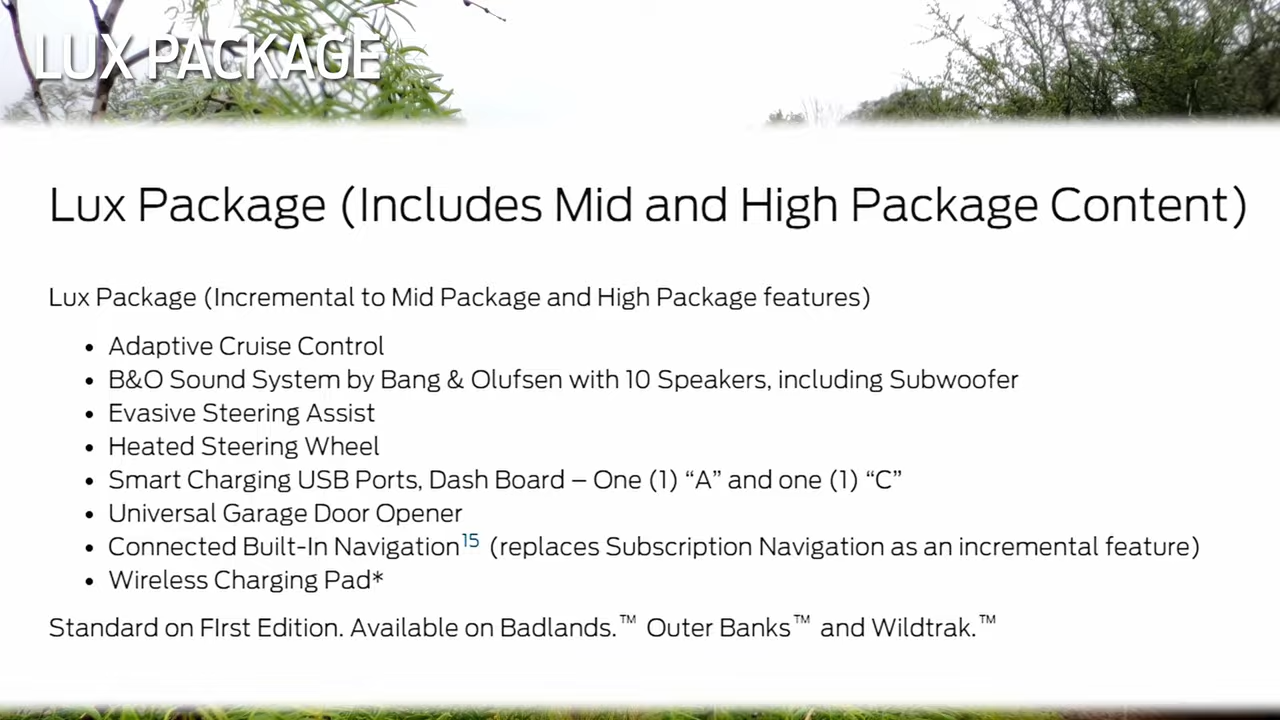 LUX PACKAGE
Lux Package (Includes Mid and High Package Content)
Lux Package (Incremental to Mid Package and High Package features)
• Adaptive Cruise Control
• B&O Sound System by Bang & Olufsen with 10 Speakers, including Subwoofer
• Evasive Steering Assist
• Heated Steering Wheel
• Smart Charging USB Ports, Dash Board – One (1) “A” and one (1) “C”
• Universal Garage Door Opener
• Connected Built-In Navigation15 (replaces Subscription Navigation as an incremental feature)
• Wireless Charging Pad*
Standard on FIrst Edition. Available on Badlands.™ Outer Banks™ and Wildtrak.™